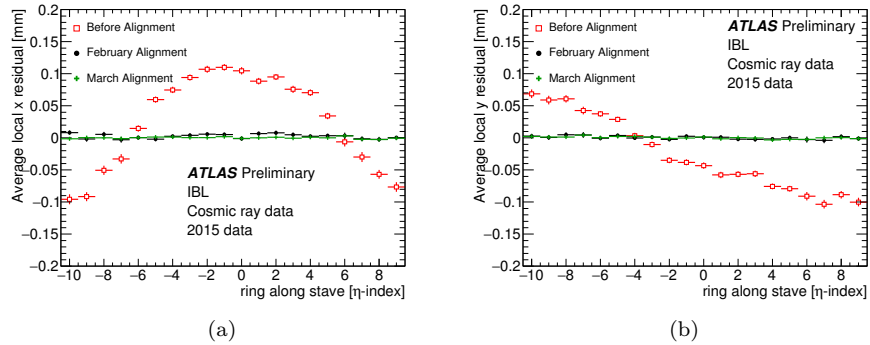 Average local x residual [mm]
0.2
0.15
0.1
0.05
0
−0.05
−0.1
−0.15
−0.2
Before Alignment
February Alignment
March Alignment
ATLAS Preliminary
IBL
Cosmic ray data
2015 data
−10 −8 −6 −4 −2 0 2 4 6 8
ring along stave [η-index]
(a)
Average local y residual [mm]
0.2
0.15
0.1
0.05
0
−0.05
−0.1
−0.15
−0.2
Before Alignment
February Alignment
March Alignment
ATLAS Preliminary
IBL
Cosmic ray data
2015 data
−10 −8 −6 −4 −2 0 2 4 6 8
ring along stave [η-index]
(b)